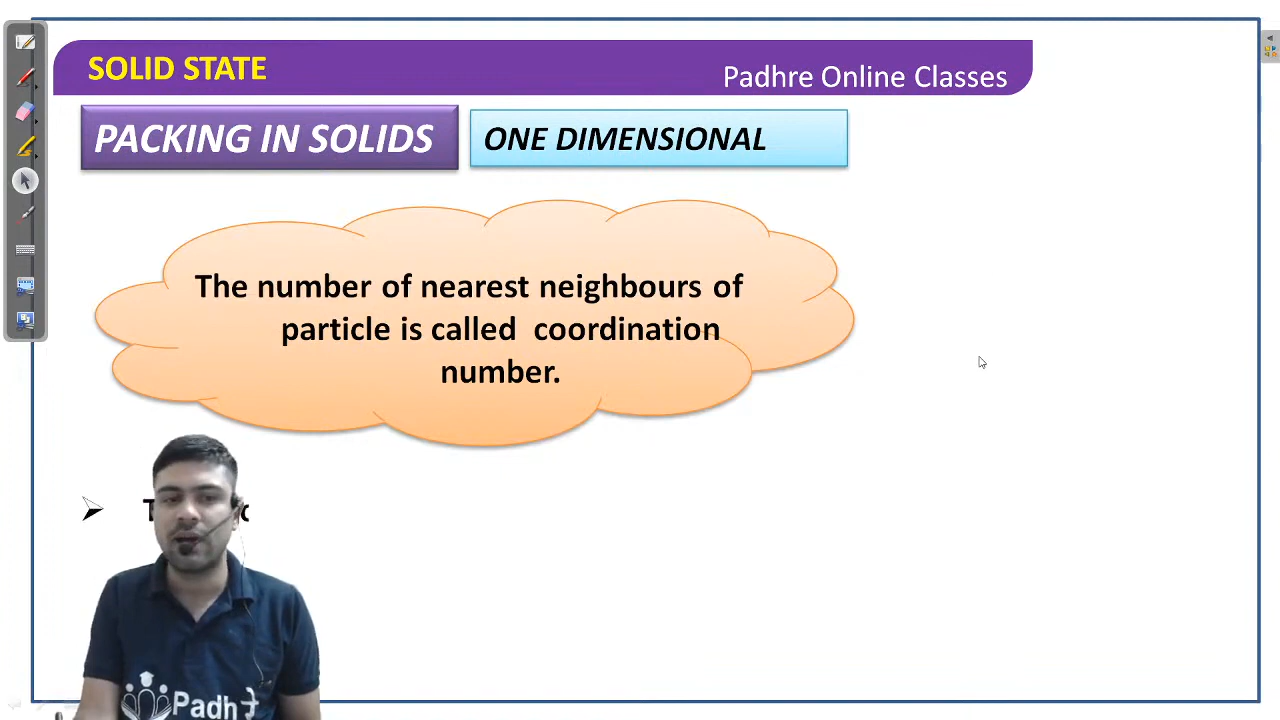 SOLID STATE
Padhre Online Classes
PACKING IN SOLIDS
ONE DIMENSIONAL
The number of nearest neighbours of
particle is called coordination
number.
Padhरे